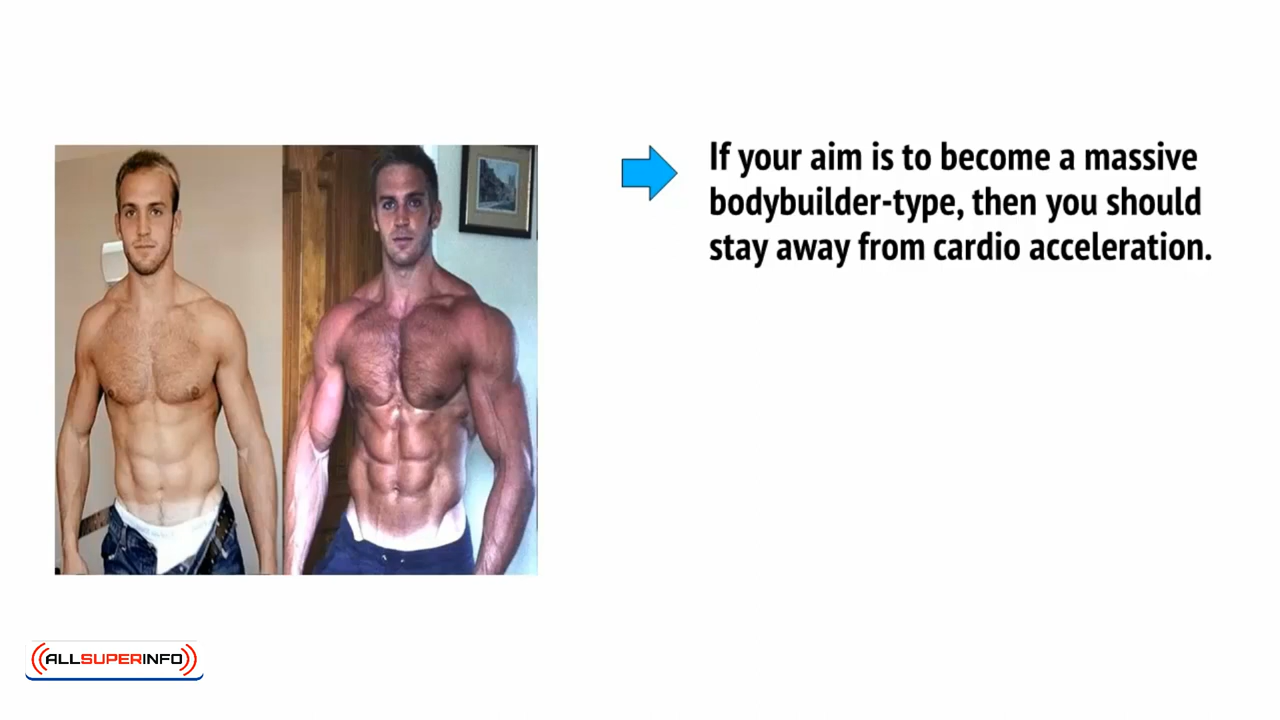 If your aim is to become a massive
bodybuilder-type, then you should
stay away from cardio acceleration.
ALLSUPERINFO